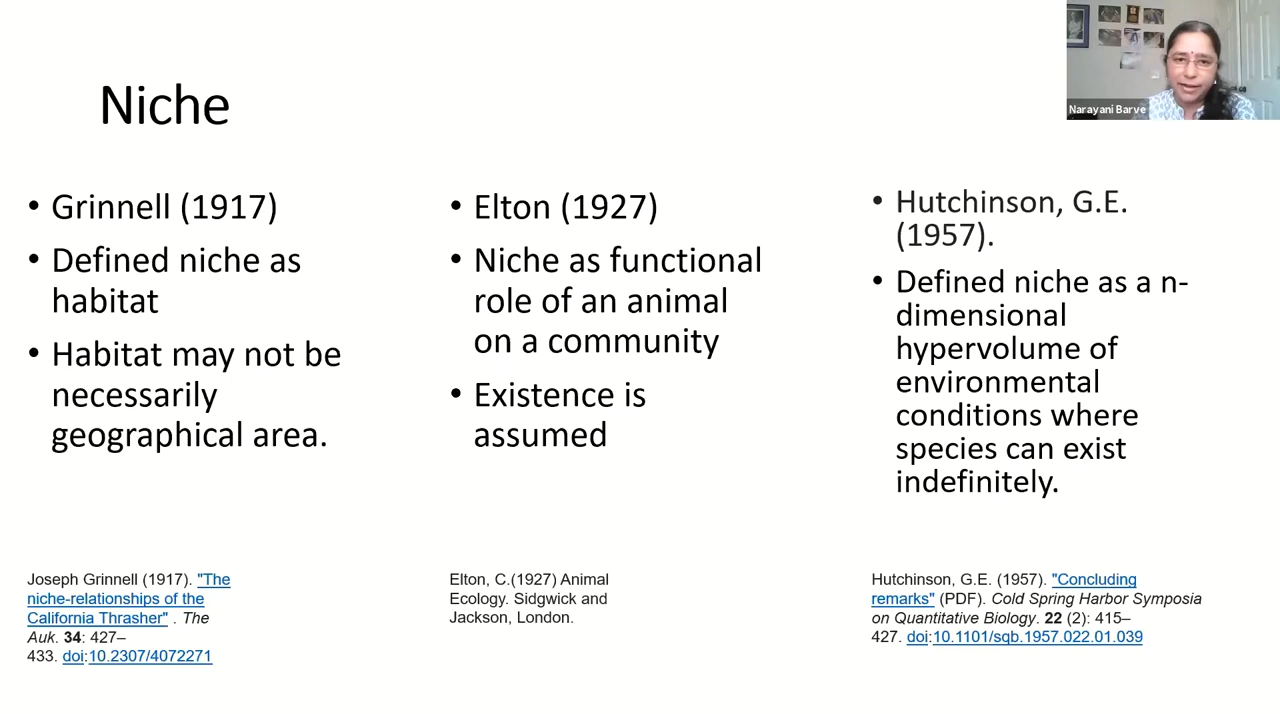 Narayani Barve
Niche
• Grinnell (1917)
• Defined niche as
habitat
• Habitat may not be
necessarily
geographical area.
• Elton (1927)
• Niche as functional
role of an animal
on a community
• Existence is
assumed
• Hutchinson, G.E.
(1957).
• Defined niche as a n-
dimensional
hypervolume of
environmental
conditions where
species can exist
indefinitely.
Joseph Grinnell (1917). "The
niche-relationships of the
California Thrasher" . The
Auk. 34: 427–
433. doi:10.2307/4072271
Elton, C.(1927) Animal
Ecology. Sidgwick and
Jackson, London.
Hutchinson, G.E. (1957). "Concluding
remarks" (PDF). Cold Spring Harbor Symposia
on Quantitative Biology. 22 (2): 415–
427. doi:10.1101/sqb.1957.022.01.039